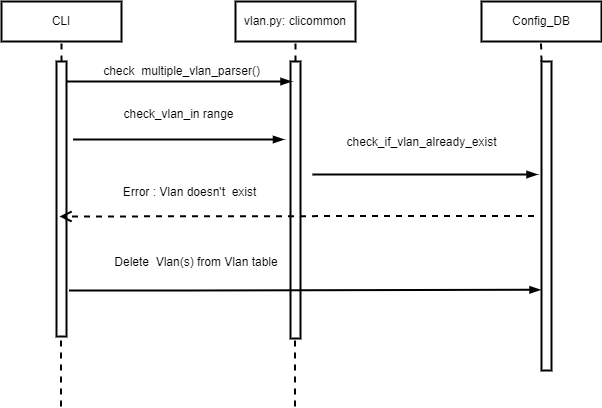 CLI
vlan.py: clicommon
Config_DB
check  multiple_vlan_parser()
check_vlan_in range
check_if_vlan_already_exist
Error : Vlan doesn't  exist
Delete  Vlan(s) from Vlan table